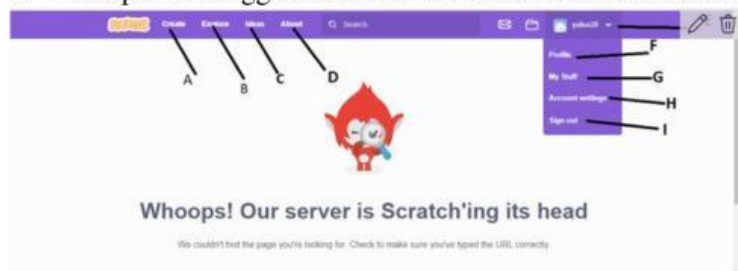 SCRATCH Create Explore Ideas About Search yukas28
F
Profile
A B C D
My Stuff G
Account settings H
Sign out I
Whoops! Our server is Scratch'ing its head
We couldn't find the page you're looking for. Check to make sure you've typed the URL correctly.